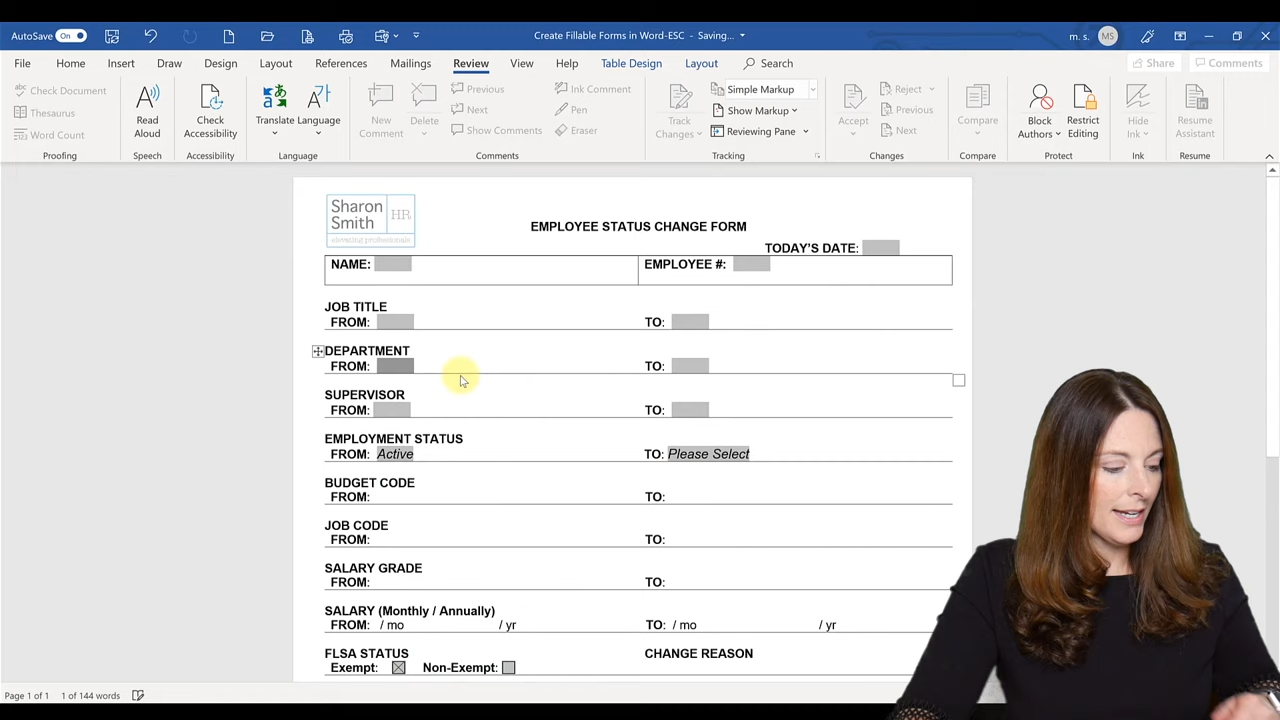 AutoSave On Create Fillable Forms in Word-ESC - Saving... m. s. MS
File Home Insert Draw Design Layout References Mailings Review View Help Table Design Layout Search Share Comments
Check Document
Thesaurus
Word Count
Proofing
Read Aloud
Speech
Check Accessibility
Accessibility
Translate Language
Language
New Comment Delete
Previous
Next
Show Comments
Ink Comment
Pen
Eraser
Comments
Track Changes
Simple Markup
Show Markup
Reviewing Pane
Tracking
Accept
Reject
Previous
Next
Changes
Compare
Compare
Block Authors
Restrict Editing
Protect
Hide Ink
Ink
Resume Assistant
Resume
Sharon Smith HR
elevating professionals
EMPLOYEE STATUS CHANGE FORM
TODAY'S DATE:
NAME: EMPLOYEE #:
JOB TITLE
FROM: TO:
DEPARTMENT
FROM: TO:
SUPERVISOR
FROM: TO:
EMPLOYMENT STATUS
FROM: Active TO: Please Select
BUDGET CODE
FROM: TO:
JOB CODE
FROM: TO:
SALARY GRADE
FROM: TO:
SALARY (Monthly / Annually)
FROM: / mo / yr TO: / mo / yr
FLSA STATUS CHANGE REASON
Exempt: Non-Exempt:
Page 1 of 1 1 of 144 words